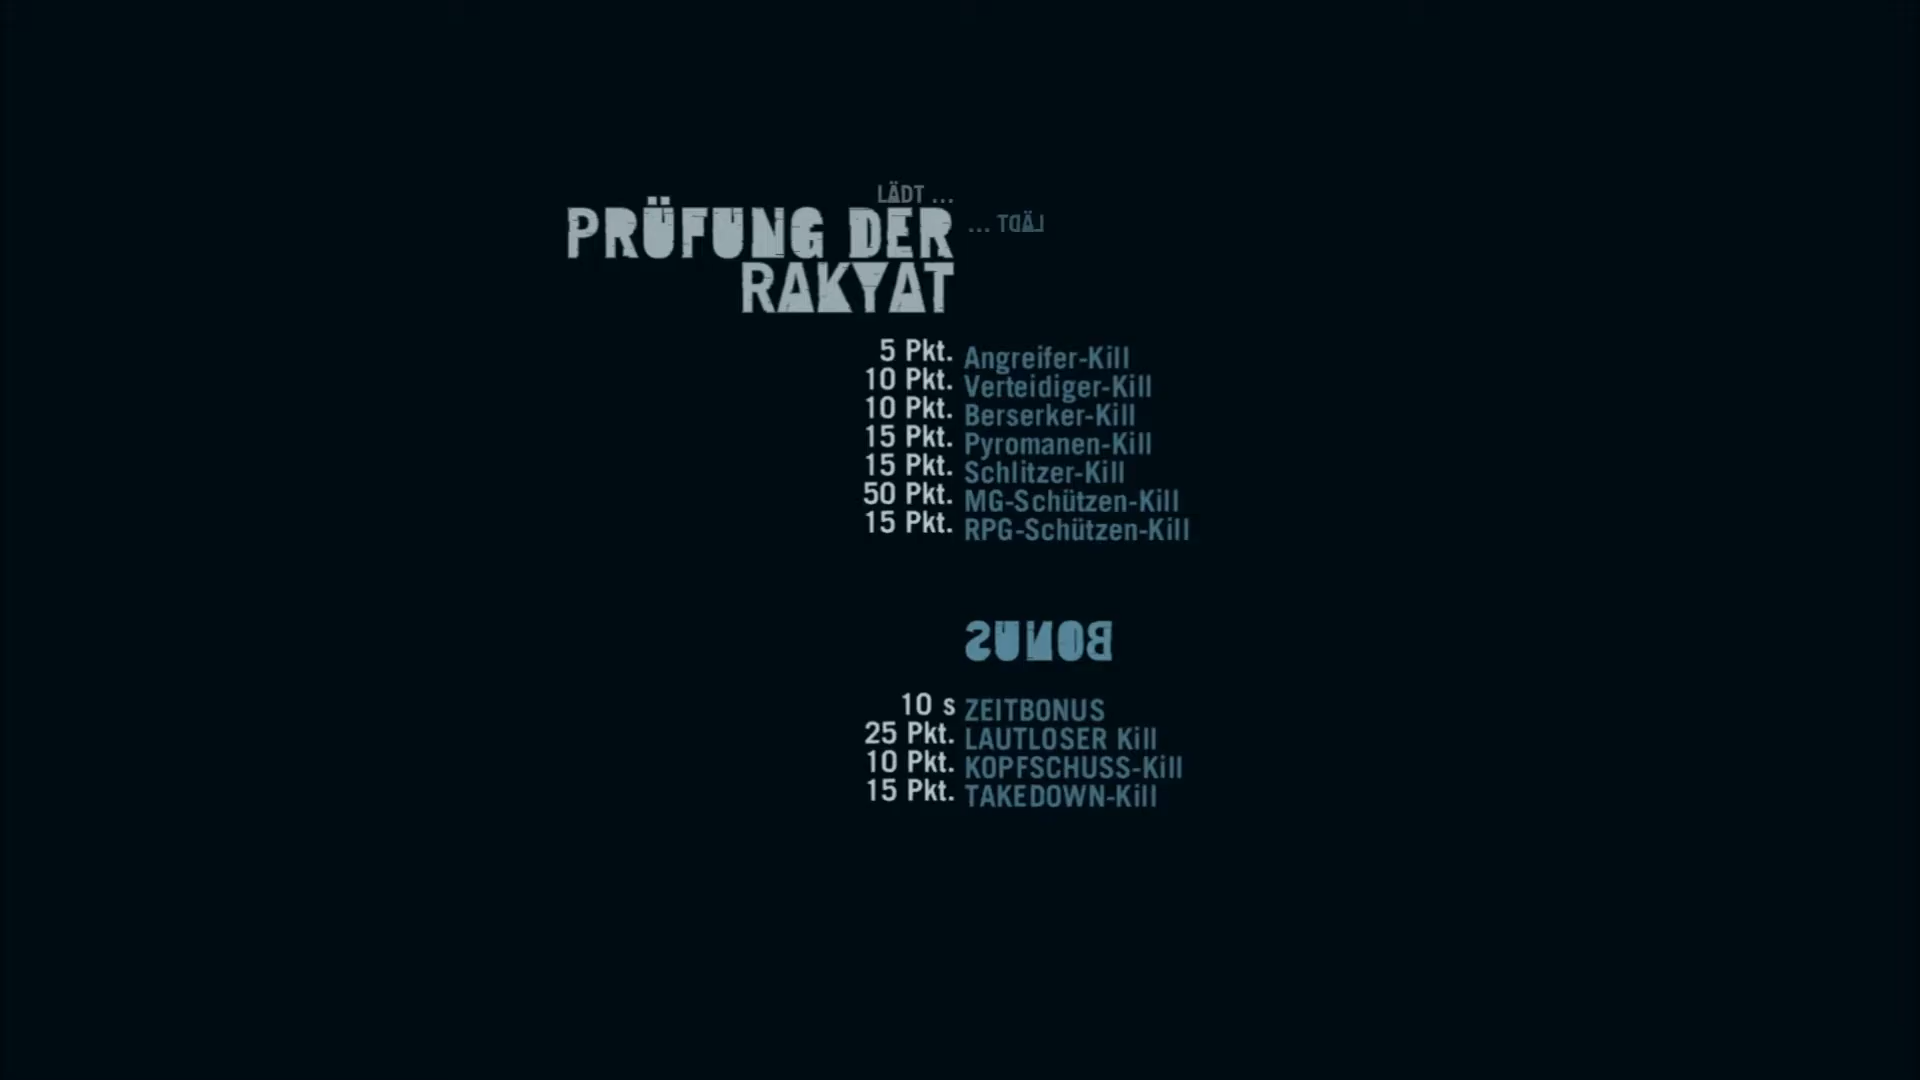 LÄDT ...
LÄDT ...
PRÜFUNG DER
RAKYAT
5 Pkt. Angreifer-Kill
10 Pkt. Verteidiger-Kill
10 Pkt. Berserker-Kill
15 Pkt. Pyromanen-Kill
15 Pkt. Schlitzer-Kill
50 Pkt. MG-Schützen-Kill
15 Pkt. RPG-Schützen-Kill
BONUS
10 s ZEITBONUS
25 Pkt. LAUTLOSER Kill
10 Pkt. KOPFSCHUSS-Kill
15 Pkt. TAKEDOWN-Kill